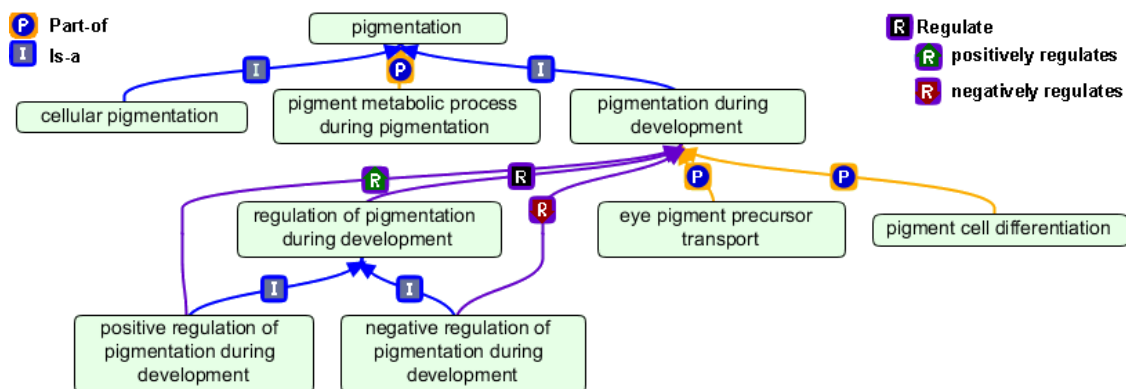 P Part-of
I Is-a
pigmentation
R Regulate
R positively regulates
R negatively regulates
I
P
I
cellular pigmentation
pigment metabolic process
during pigmentation
pigmentation during
development
R
R
R
P
P
regulation of pigmentation
during development
eye pigment precursor
transport
pigment cell differentiation
I
I
positive regulation of
pigmentation during
development
negative regulation of
pigmentation during
development